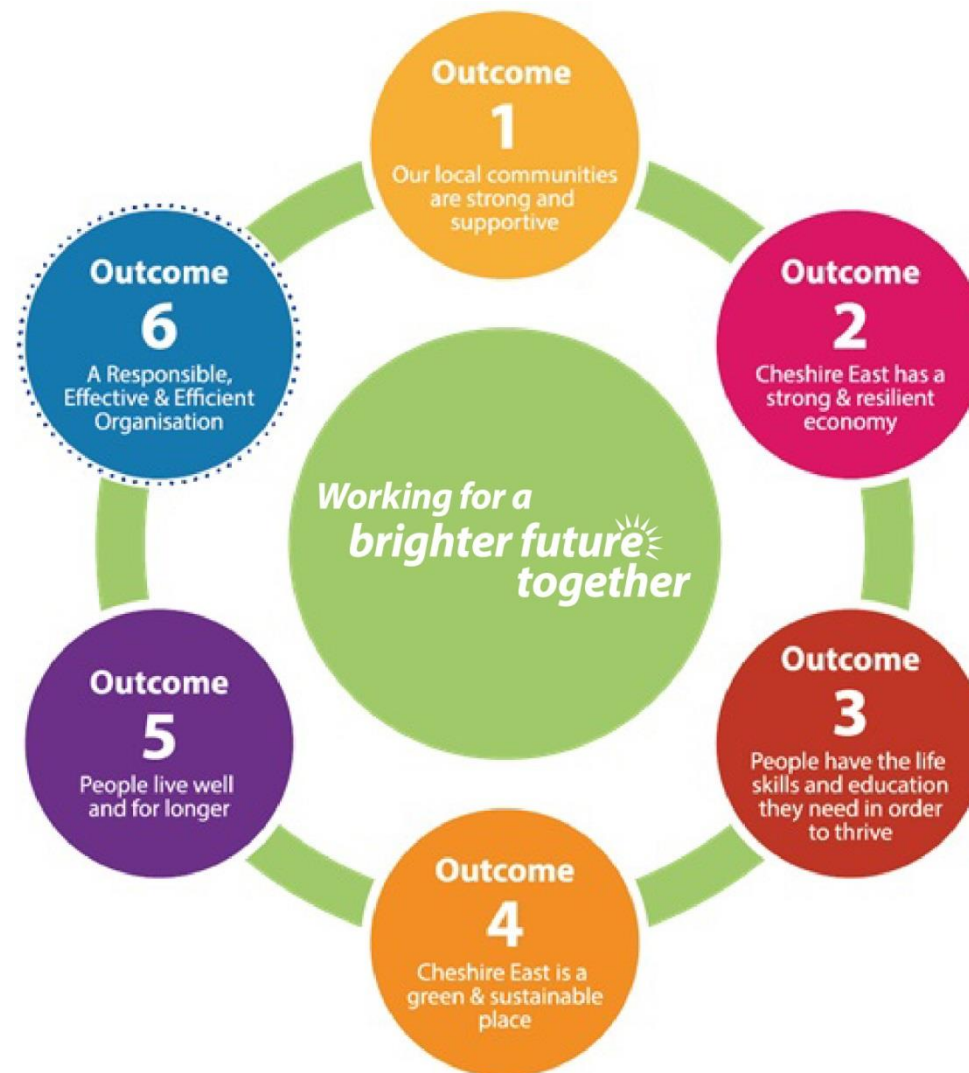 Outcome
1
Our local communities
are strong and
supportive
Outcome
2
Cheshire East has a
strong & resilient
economy
Outcome
3
People have the life
skills and education
they need in order
to thrive
Outcome
4
Cheshire East is a
green & sustainable
place
Outcome
5
People live well
and for longer
Outcome
6
A Responsible,
Effective & Efficient
Organisation
Working for a
brighter future
together